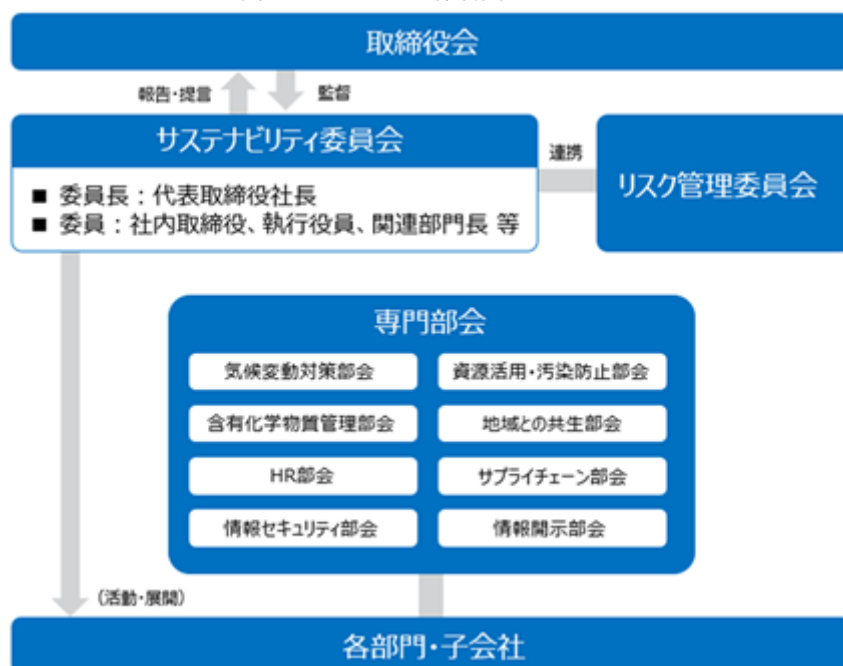 取締役会
報告・提言
監督
サステナビリティ委員会
■ 委員長：代表取締役社長
■ 委員：社内取締役、執行役員、関連部門長 等
連携
リスク管理委員会
専門部会
気候変動対策部会
資源活用・汚染防止部会
含有化学物質管理部会
地域との共生部会
HR部会
サプライチェーン部会
情報セキュリティ部会
情報開示部会
（活動・展開）
各部門・子会社